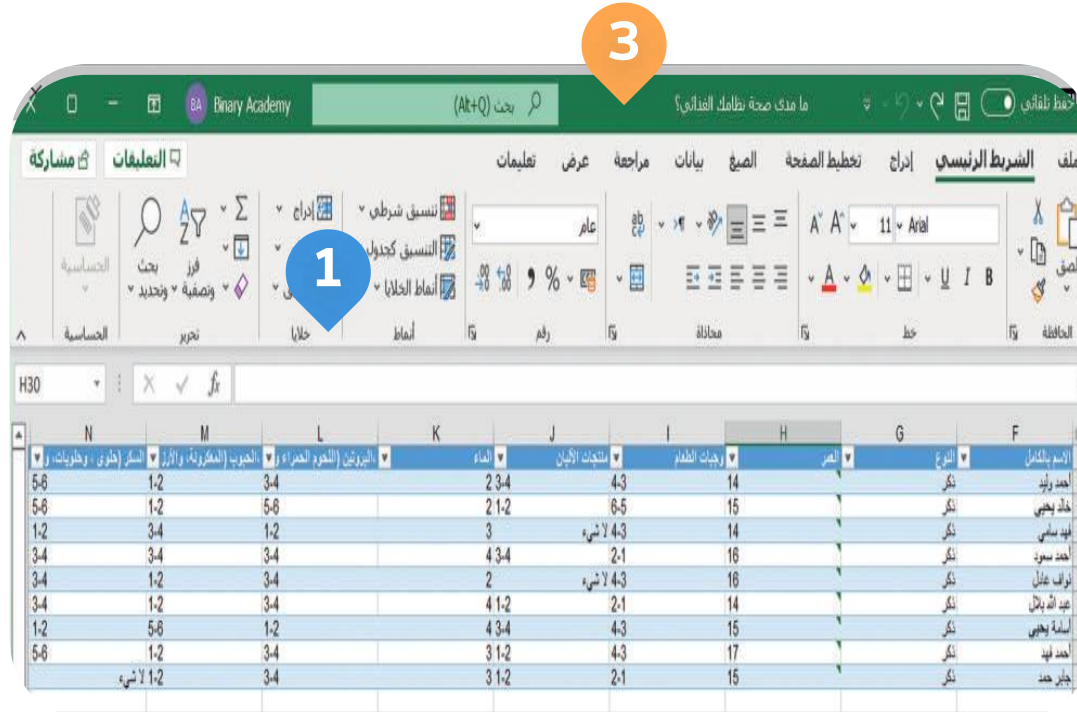 3
حفظ تلقائي
ما مدى صحة نظامك الغذائي؟
بحث (Alt+Q)
Binary Academy
BA
ملف الشريط الرئيسي إدراج تخطيط الصفحة الصيغ بيانات مراجعة عرض تعليمات التعليقات مشاركة
Arial 11 A A عام تنسيق شرطي إدراج Σ
التنسيق كجدول
B I U A % أنماط الخلايا
1
فرز وتصفية
بحث وتحديد
الحساسية
الحافظة خط محاذاة رقم أنماط خلايا تحرير الحساسية
H30 fx
F G H I J K L M N
الاسم بالكامل النوع العمر وجبات الطعام منتجات الألبان الماء البروتين (اللحوم الحمراء و الحبوب (المعكرونة، والأرز السكر (حلوى ، وحلويات، و
أحمد وليد ذكر 14 4-3 3-4 2 3-4 1-2 5-6
خالد يحيى ذكر 15 6-5 1-2 2 5-6 1-2 5-6
فهد سامي ذكر 14 4-3 لا شيء 3 1-2 3-4 1-2
أحمد سعود ذكر 16 2-1 3-4 4 3-4 3-4 3-4
نواف عادل ذكر 16 4-3 لا شيء 2 3-4 1-2 3-4
عبد الله بلال ذكر 14 2-1 1-2 4 3-4 1-2 3-4
أسامة يحيى ذكر 15 4-3 3-4 4 1-2 5-6 1-2
أحمد فهد ذكر 17 4-3 1-2 3 3-4 1-2 5-6
جابر حمد ذكر 15 2-1 1-2 3 3-4 1-2 لا شيء